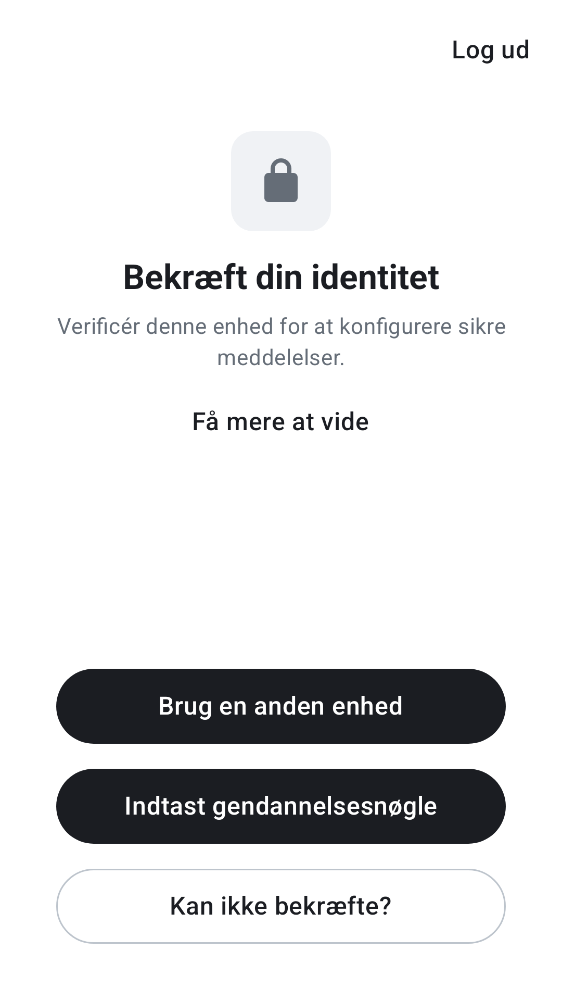 Log ud
Bekræft din identitet
Verificér denne enhed for at konfigurere sikre
meddelelser.
Få mere at vide
Brug en anden enhed
Indtast gendannelsesnøgle
Kan ikke bekræfte?